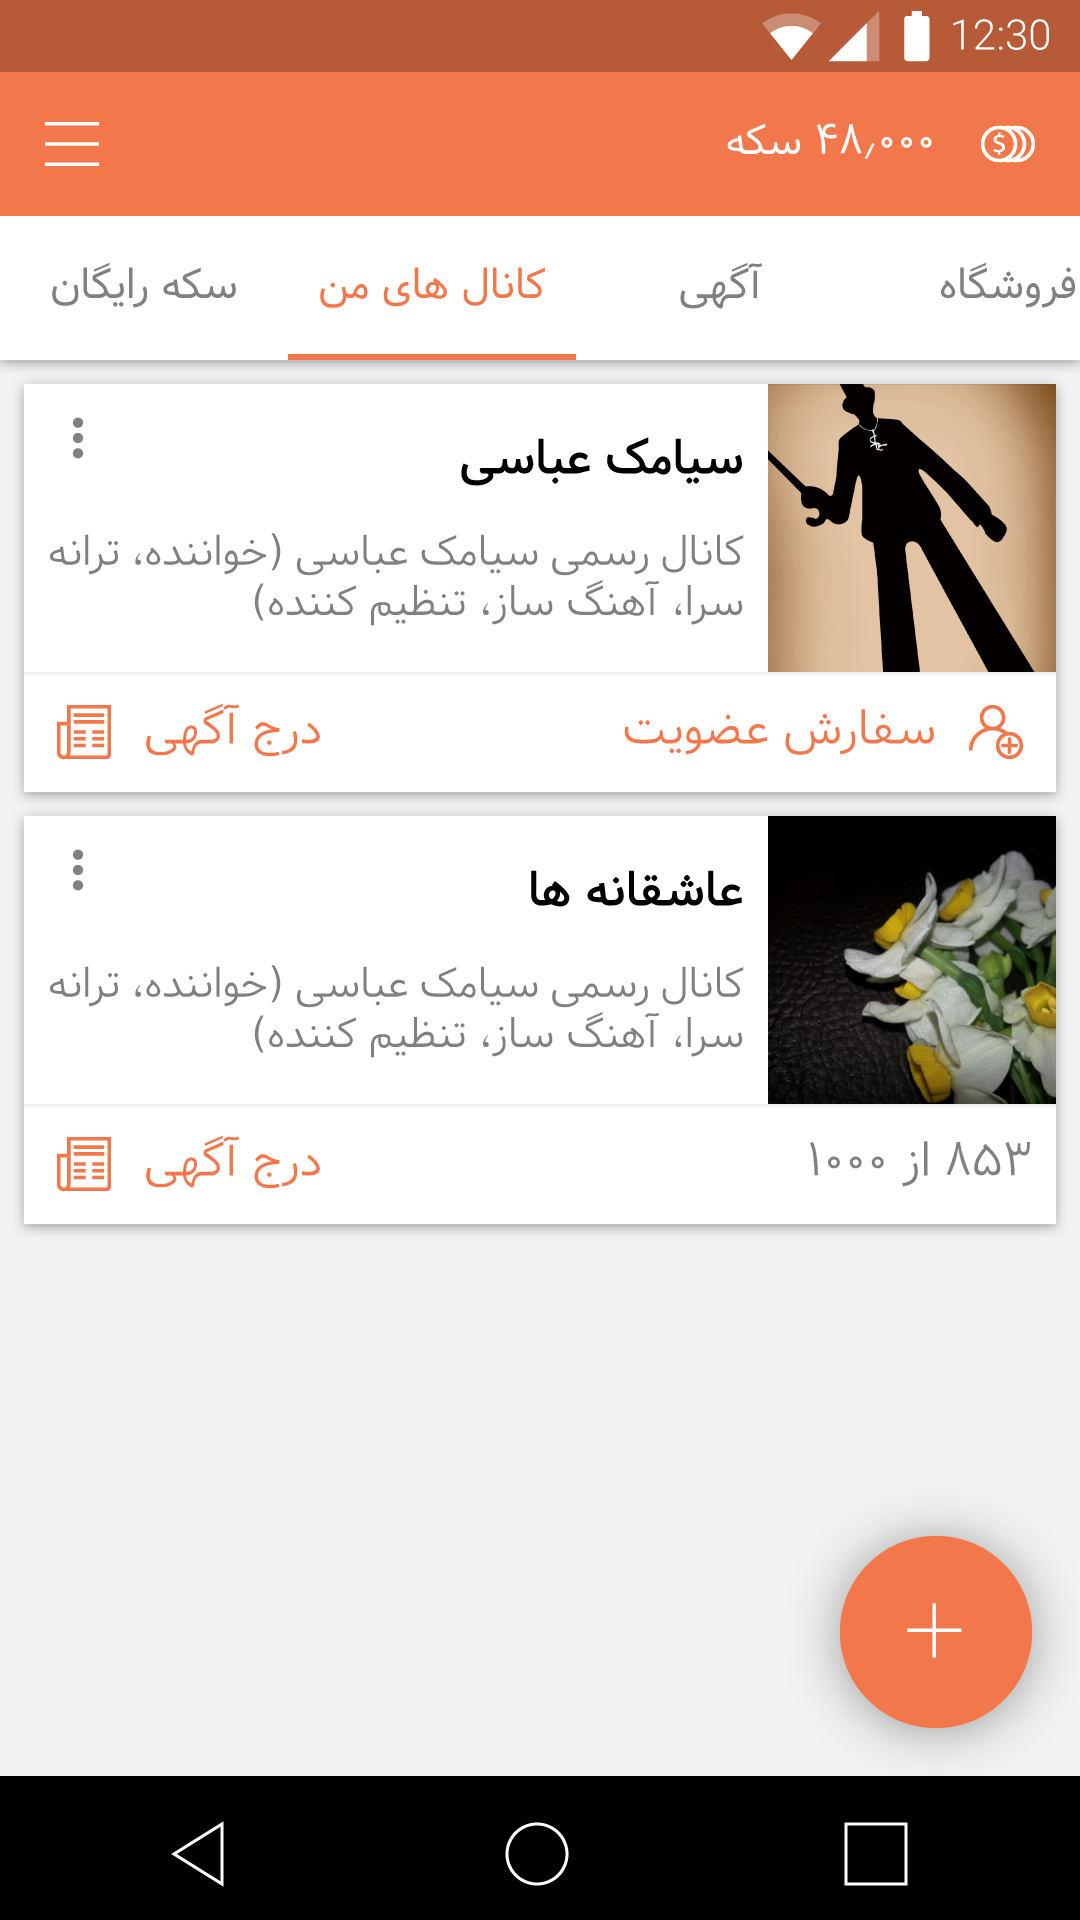 12:30
۴۸٫۰۰۰ سکه
فروشگاه
آگهی
کانال های من
سکه رایگان
سیامک عباسی
کانال رسمی سیامک عباسی (خواننده، ترانه
سرا، آهنگ ساز، تنظیم کننده)
سفارش عضویت
درج آگهی
عاشقانه ها
کانال رسمی سیامک عباسی (خواننده، ترانه
سرا، آهنگ ساز، تنظیم کننده)
۸۵۳ از ۱۰۰۰
درج آگهی